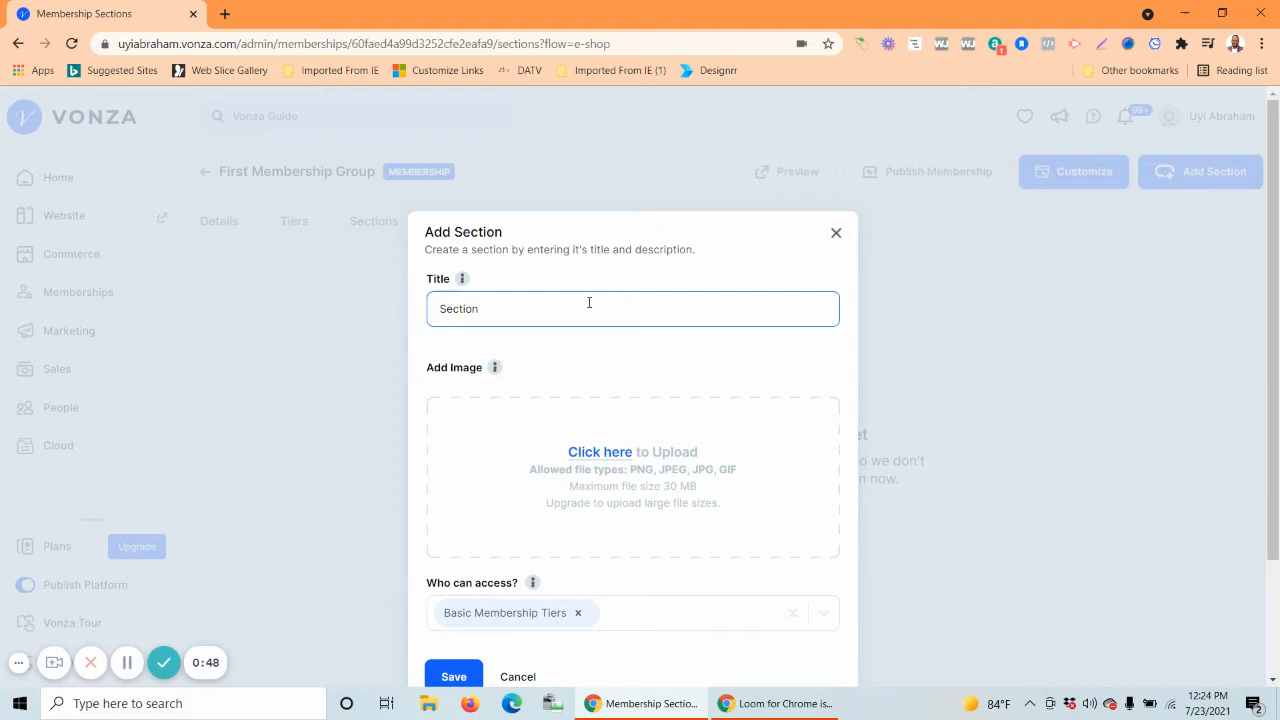 Membership Sections
uyiabraham.vonza.com/admin/memberships/60faed4a99d3252cfe2eafa9/sections?flow=e-shop
Apps Suggested Sites Web Slice Gallery Imported From IE Customize Links DATV Imported From IE (1) Designrr Other bookmarks Reading list
VONZA Vonza Guide 99+ Uyi Abraham
Home
Website
Commerce
Memberships
Marketing
Sales
People
Cloud
Plans Upgrade
Publish Platform
Vonza Tour
First Membership Group MEMBERSHIP Preview Publish Membership Customize Add Section
Details Tiers Sections
Add Section
Create a section by entering it's title and description.
Title
Section
Add Image
Click here to Upload
Allowed file types: PNG, JPEG, JPG, GIF
Maximum file size 30 MB
Upgrade to upload large file sizes.
Who can access?
Basic Membership Tiers
Save Cancel
et
o we don't
n now.
0:48
Type here to search Membership Sectio... Loom for Chrome is... 84°F 12:24 PM
7/23/2021 2